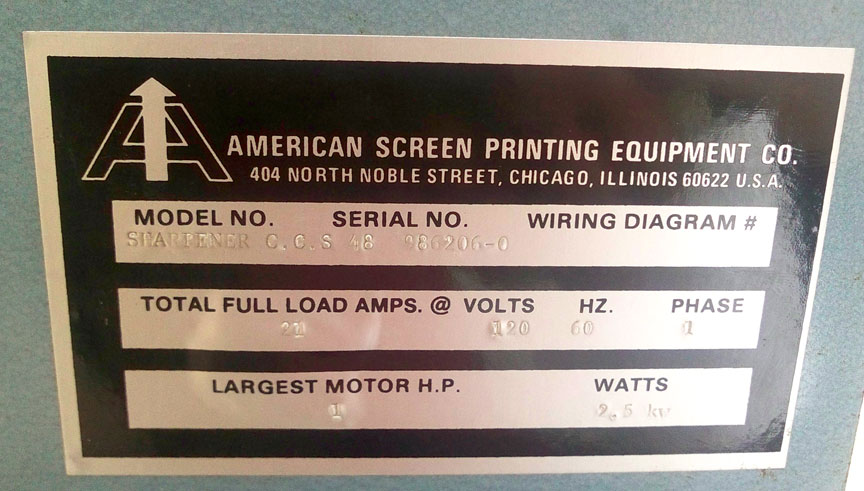 AMERICAN SCREEN PRINTING EQUIPMENT CO.
404 NORTH NOBLE STREET, CHICAGO, ILLINOIS 60622 U.S.A.
MODEL NO. SERIAL NO. WIRING DIAGRAM #
SHARPENER C.C.S 48 986206-0
TOTAL FULL LOAD AMPS. @ VOLTS HZ. PHASE
21 120 60 1
LARGEST MOTOR H.P. WATTS
1 2.5 kw